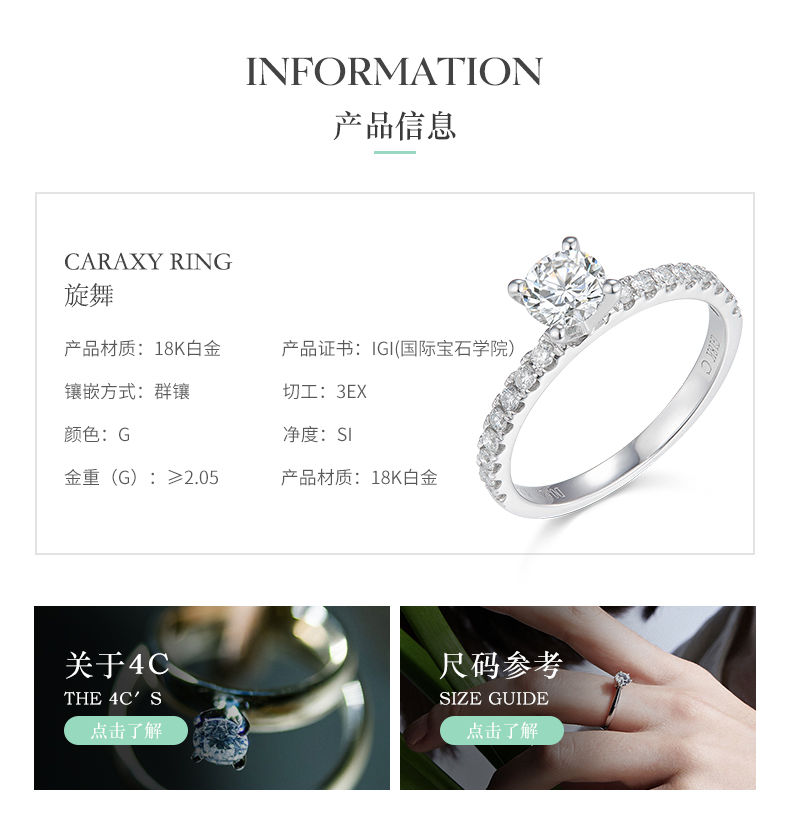 INFORMATION
产品信息
CARAXY RING
旋舞
产品材质：18K白金
产品证书：IGI(国际宝石学院）
镶嵌方式：群镶
切工：3EX
颜色：G
净度：SI
金重（G）：≥2.05
产品材质：18K白金
关于4C
THE 4C′ S
点击了解
尺码参考
SIZE GUIDE
点击了解